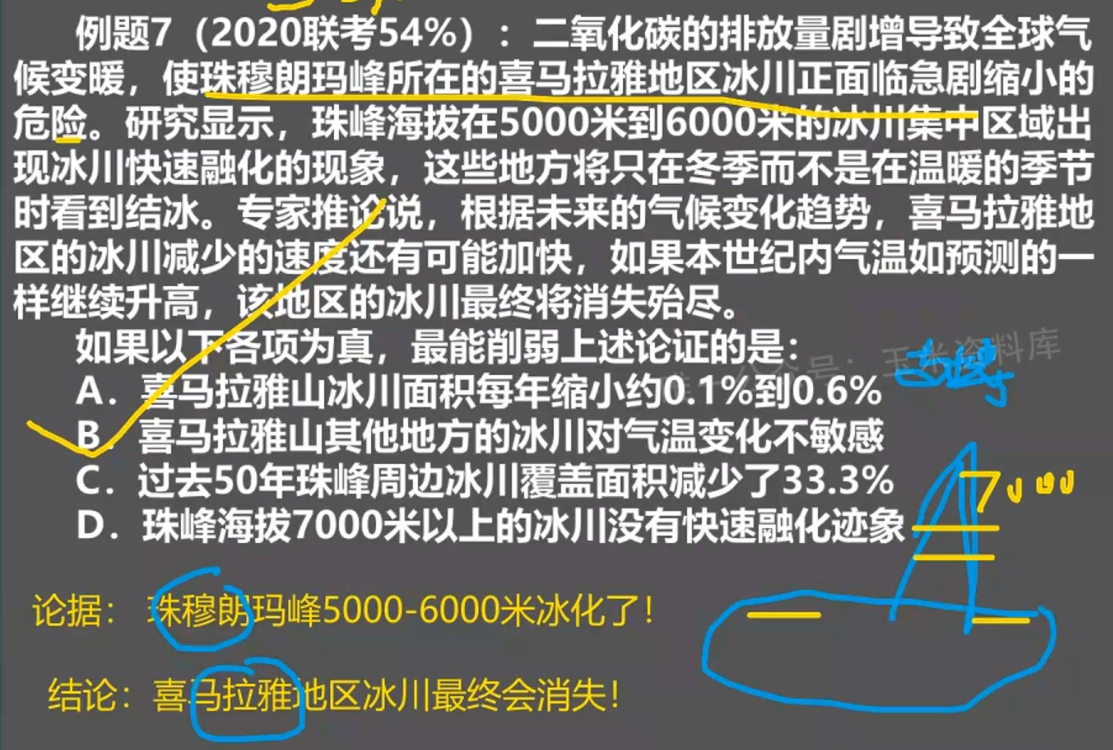 例题7（2020联考54%）：二氧化碳的排放量剧增导致全球气
候变暖，使珠穆朗玛峰所在的喜马拉雅地区冰川正面临急剧缩小的
危险。研究显示，珠峰海拔在5000米到6000米的冰川集中区域出
现冰川快速融化的现象，这些地方将只在冬季而不是在温暖的季节
时看到结冰。专家推论说，根据未来的气候变化趋势，喜马拉雅地
区的冰川减少的速度还有可能加快，如果本世纪内气温如预测的一
样继续升高，该地区的冰川最终将消失殆尽。
如果以下各项为真，最能削弱上述论证的是：
公众号：玉米资料库
A．喜马拉雅山冰川面积每年缩小约0.1%到0.6%
B．喜马拉雅山其他地方的冰川对气温变化不敏感
C．过去50年珠峰周边冰川覆盖面积减少了33.3%
D．珠峰海拔7000米以上的冰川没有快速融化迹象
7000
论据：珠穆朗玛峰5000-6000米冰化了！
结论：喜马拉雅地区冰川最终会消失！